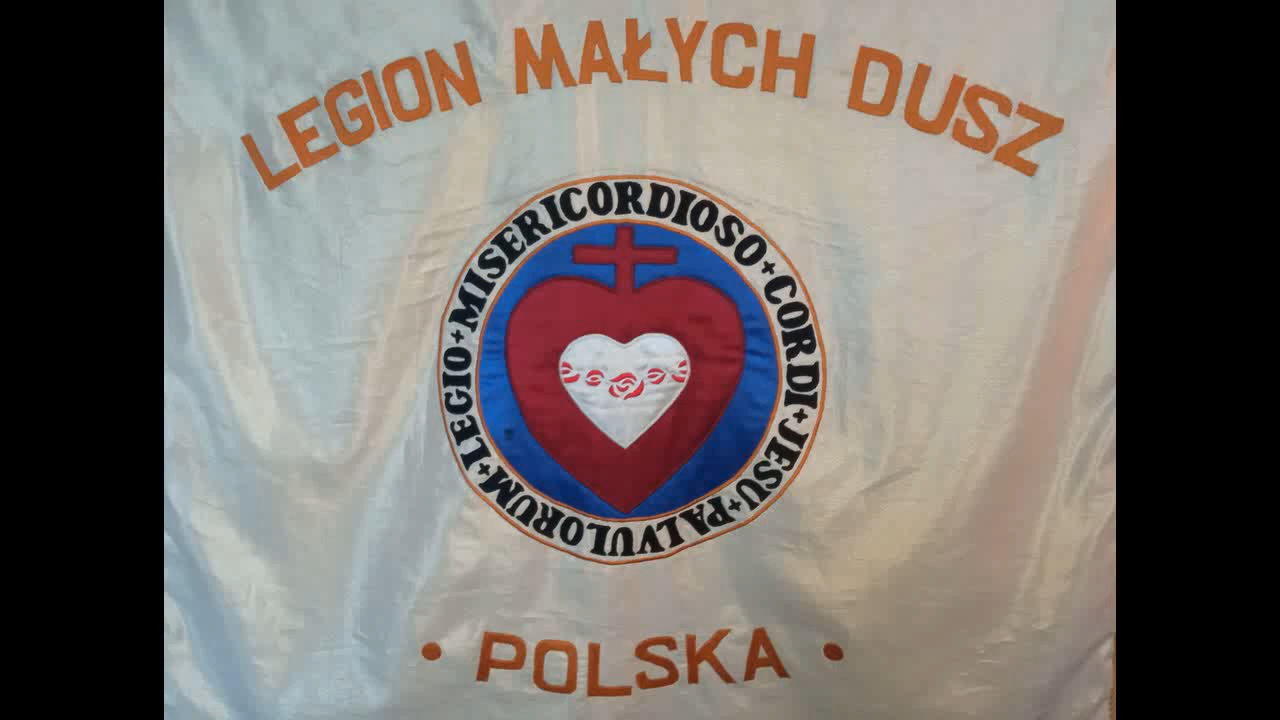 LEGION MAŁYCH DUSZ
LEGIO + MISERICORDIOSO + CORDI + JESU + PALVULORUM +
• POLSKA •